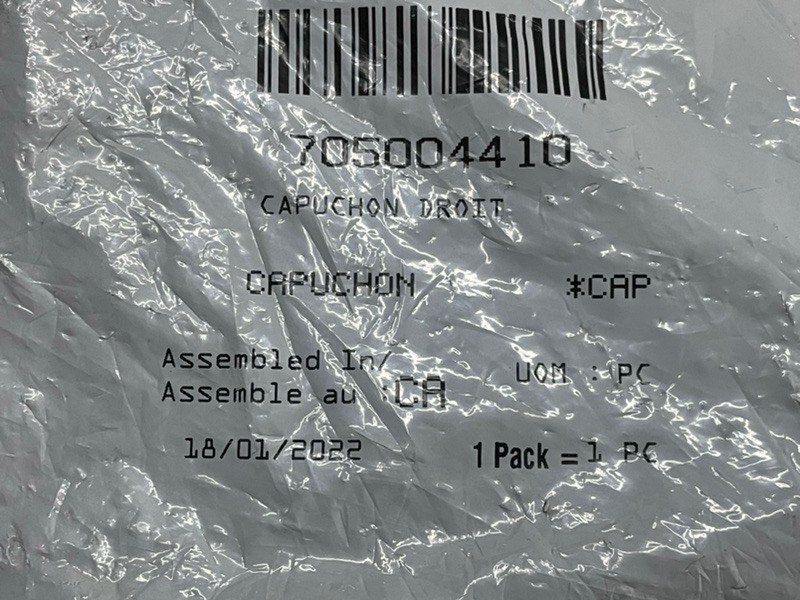 705004410
CAPUCHON DROIT
CAPUCHON *CAP
Assembled In/
Assemble au :CA UOM : PC
18/01/2022 1 Pack = 1 PC